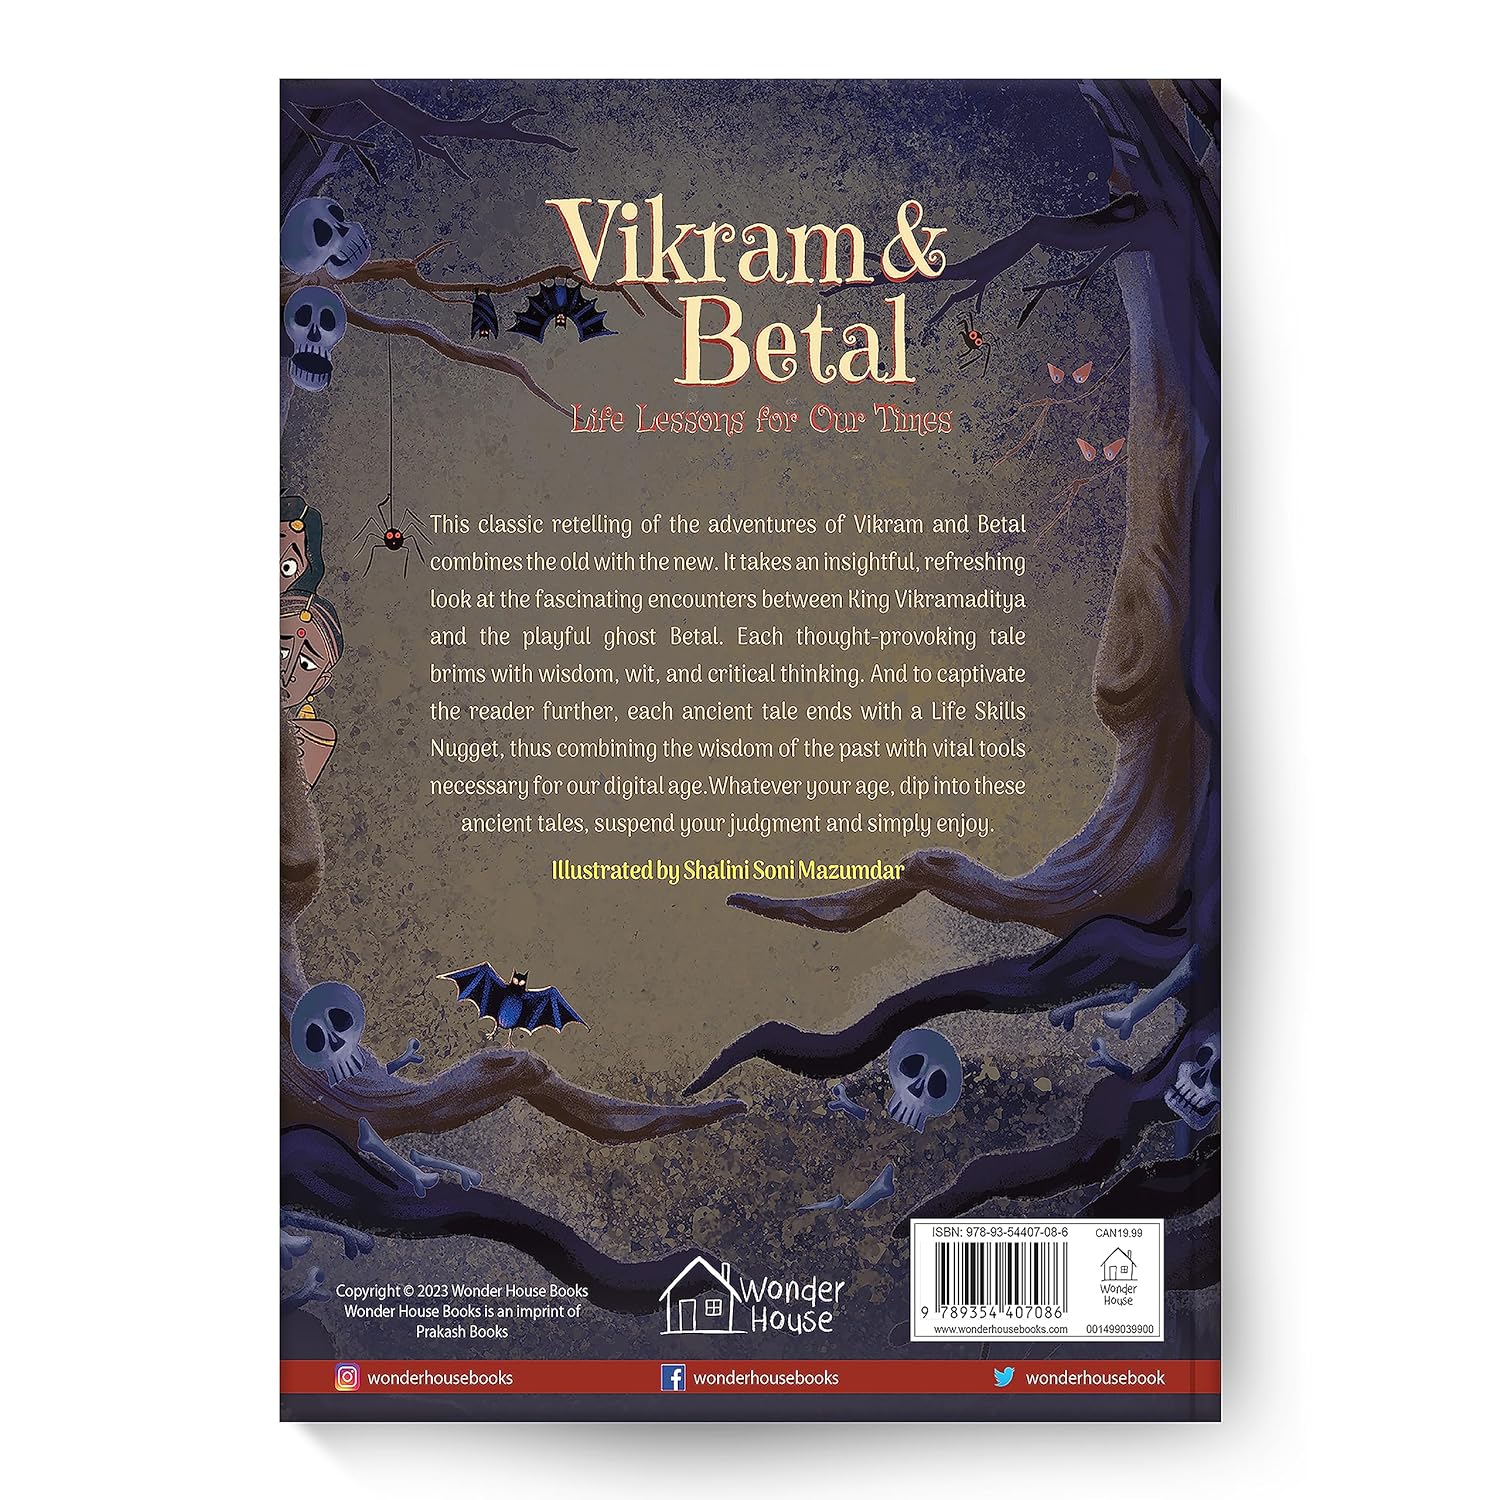 Vikram &
Betal
Life Lessons for Our Times
This classic retelling of the adventures of Vikram and Betal
combines the old with the new. It takes an insightful, refreshing
look at the fascinating encounters between King Vikramaditya
and the playful ghost Betal. Each thought-provoking tale
brims with wisdom, wit, and critical thinking. And to captivate
the reader further, each ancient tale ends with a Life Skills
Nugget, thus combining the wisdom of the past with vital tools
necessary for our digital age.Whatever your age, dip into these
ancient tales, suspend your judgment and simply enjoy.
Illustrated by Shalini Soni Mazumdar
Copyright © 2023 Wonder House Books
Wonder House Books is an imprint of
Prakash Books
Wonder
House
ISBN: 978-93-54407-08-6
CAN19.99
Wonder
House
9 789354 407086
www.wonderhousebooks.com
001499039900
wonderhousebooks
wonderhousebooks
wonderhousebook